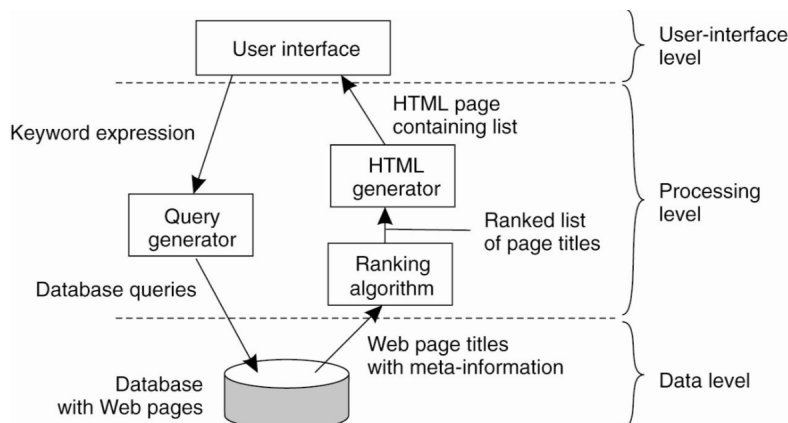 User interface
User-interface
level
Keyword expression
HTML page
containing list
HTML
generator
Query
generator
Ranked list
of page titles
Processing
level
Ranking
algorithm
Database queries
Web page titles
with meta-information
Database
with Web pages
Data level